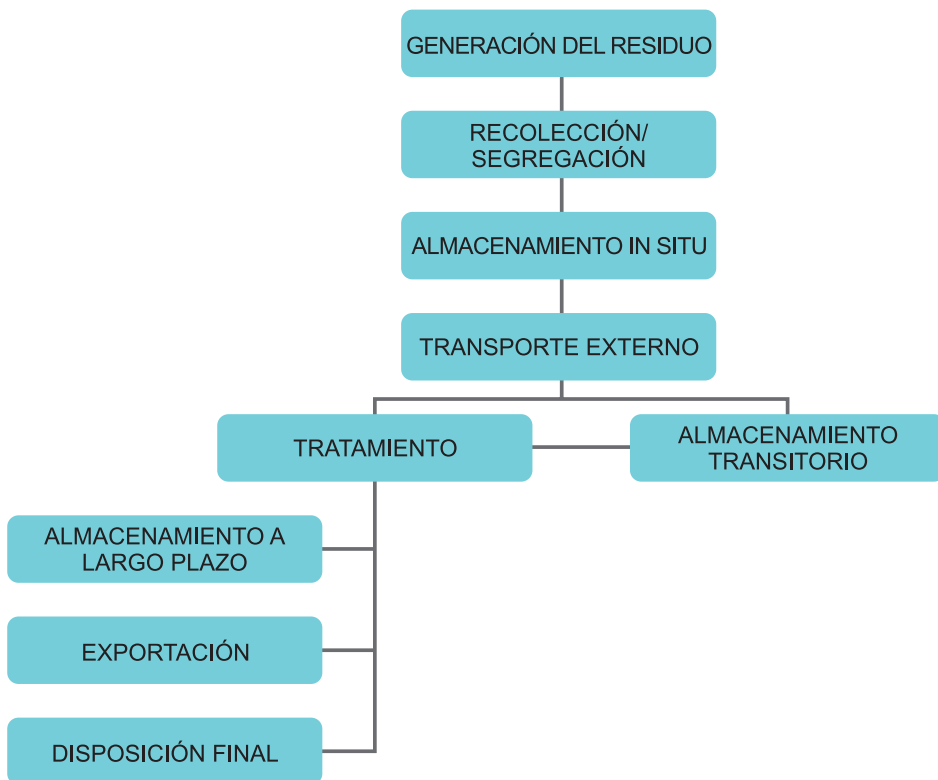 GENERACIÓN DEL RESIDUO
RECOLECCIÓN/
SEGREGACIÓN
ALMACENAMIENTO IN SITU
TRANSPORTE EXTERNO
TRATAMIENTO
ALMACENAMIENTO
TRANSITORIO
ALMACENAMIENTO A
LARGO PLAZO
EXPORTACIÓN
DISPOSICIÓN FINAL